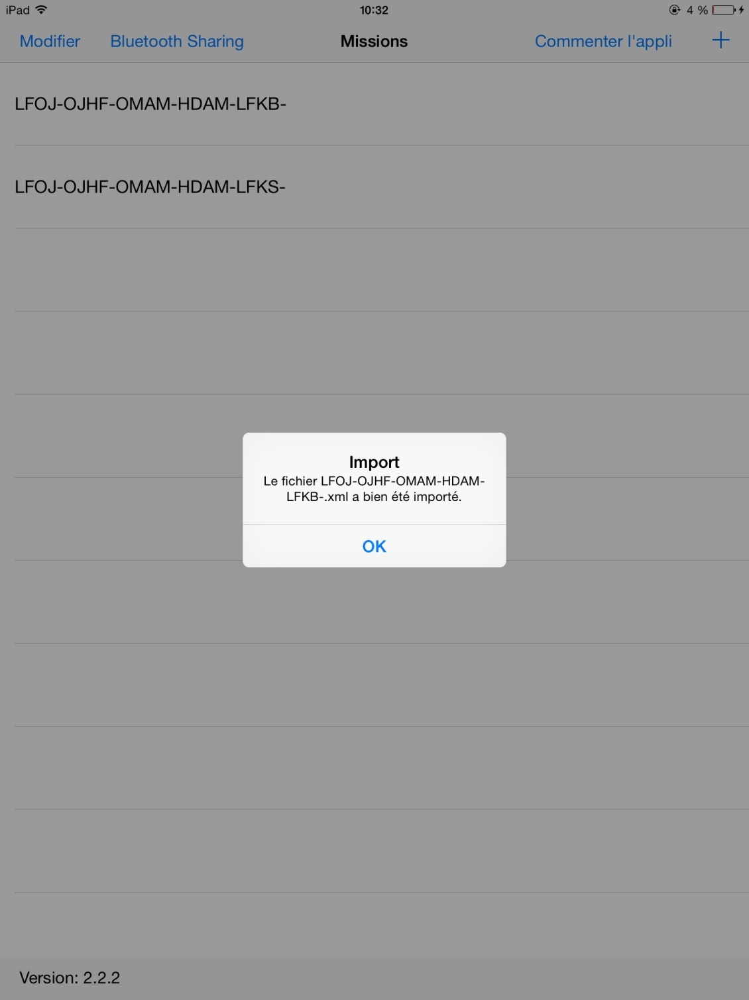 iPad 10:32 4 %
Modifier Bluetooth Sharing Missions Commenter l'appli +
LFOJ-OJHF-OMAM-HDAM-LFKB-
LFOJ-OJHF-OMAM-HDAM-LFKS-
Import
Le fichier LFOJ-OJHF-OMAM-HDAM-
LFKB-.xml a bien été importé.
OK
Version: 2.2.2